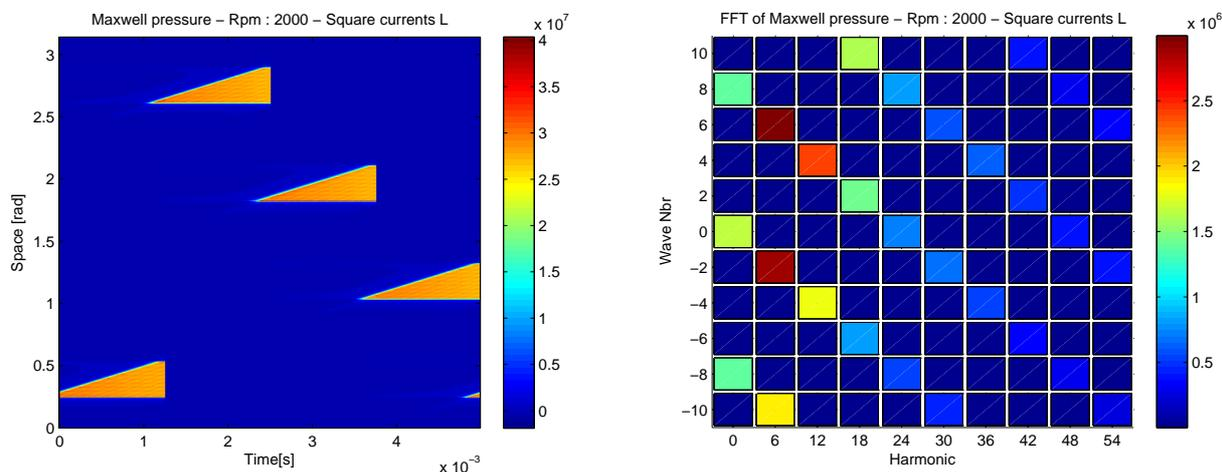 Maxwell pressure − Rpm : 2000 − Square currents L
x 10⁷
Space [rad]
3
2.5
2
1.5
1
0.5
0
0 1 2 3 4
Time[s]
x 10⁻³
4
3.5
3
2.5
2
1.5
1
0.5
0
FFT of Maxwell pressure − Rpm : 2000 − Square currents L
x 10⁶
Wave Nbr
10
8
6
4
2
0
−2
−4
−6
−8
−10
0 6 12 18 24 30 36 42 48 54
Harmonic
2.5
2
1.5
1
0.5